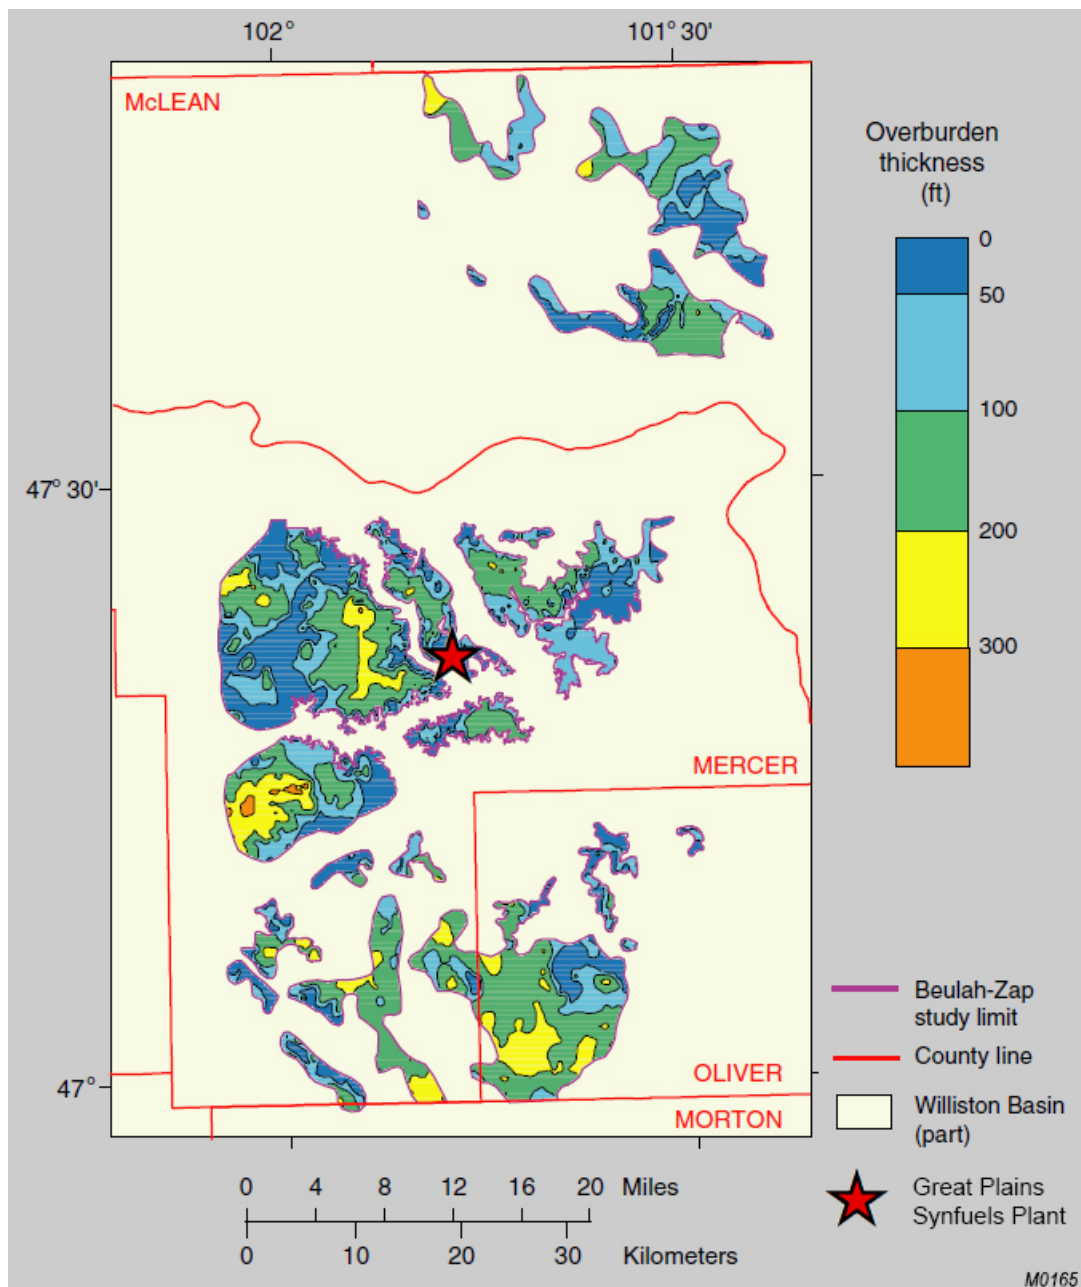 102°
101° 30'
McLEAN
47° 30'
MERCER
OLIVER
47°
MORTON
0 4 8 12 16 20 Miles
0 10 20 30 Kilometers
Overburden
thickness
(ft)
0
50
100
200
300
Beulah-Zap
study limit
County line
Williston Basin
(part)
Great Plains
Synfuels Plant
M0165